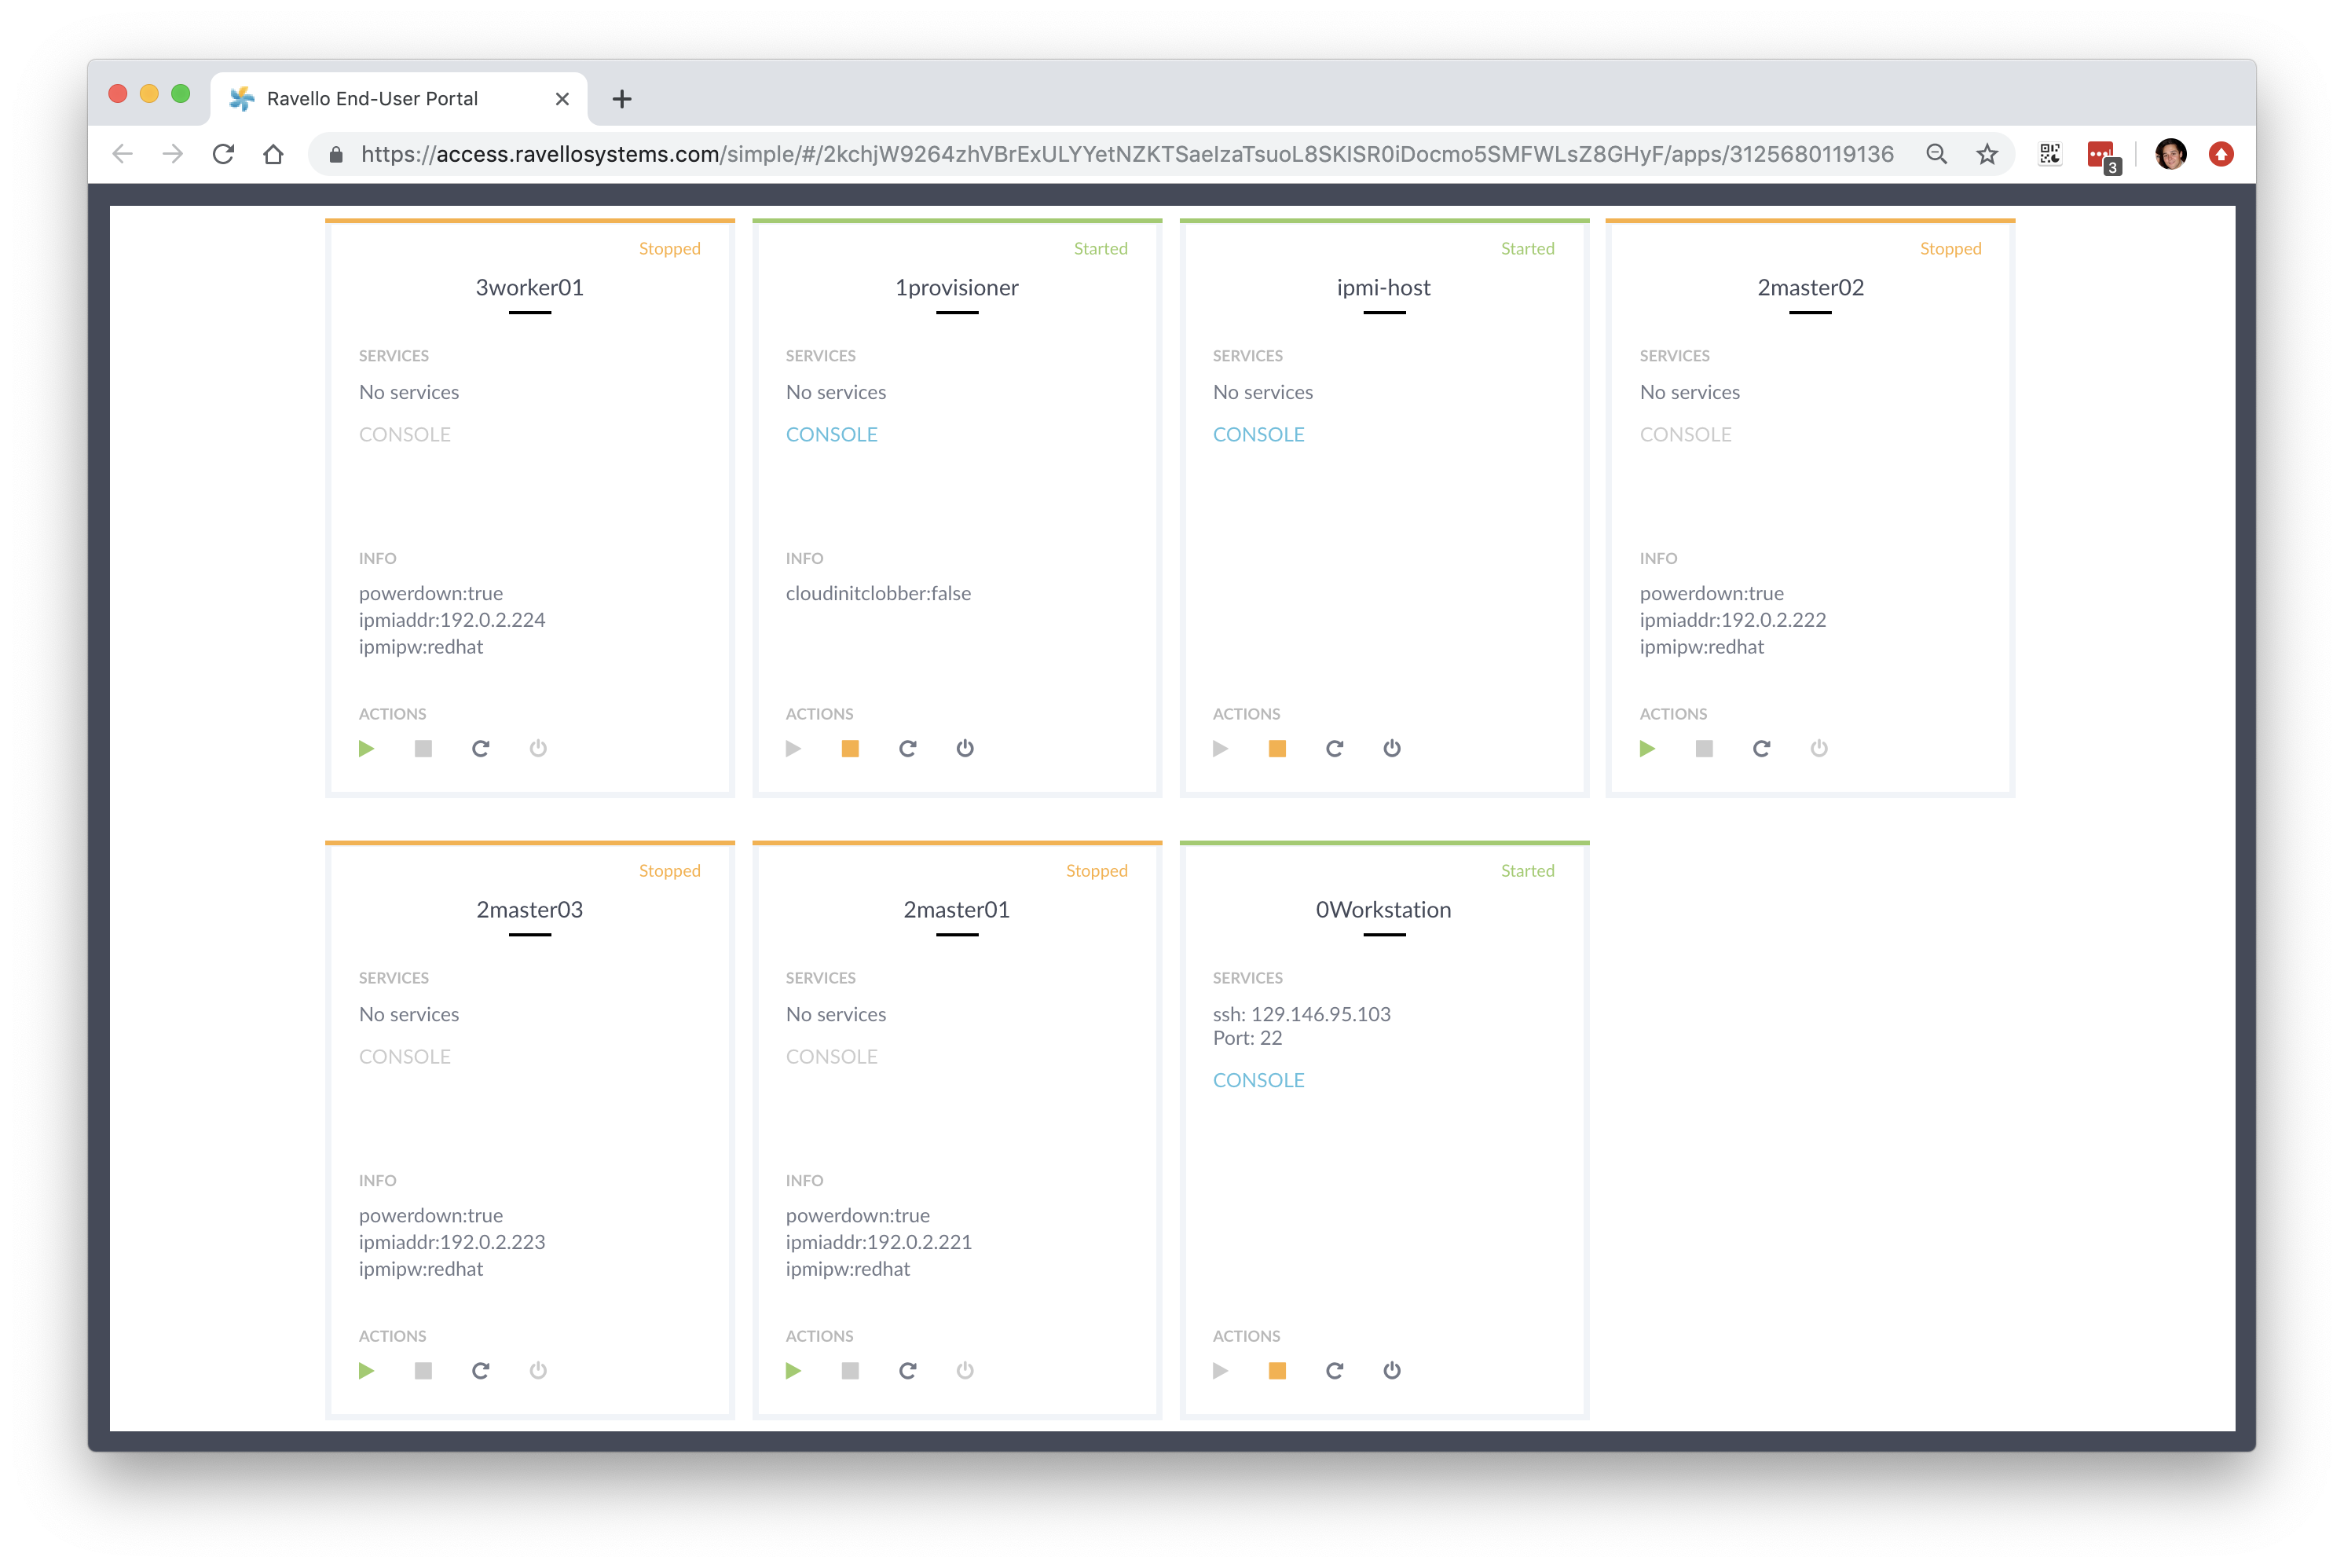 Ravello End-User Portal
https://access.ravellosystems.com/simple/#/2kchjW9264zhVBrExULYYetNZKTSaeIzaTsuoL8SKISR0iDocmo5SMFWLsZ8GHyF/apps/3125680119136
3
Stopped
3worker01
SERVICES
No services
CONSOLE
INFO
powerdown:true
ipmiaddr:192.0.2.224
ipmipw:redhat
ACTIONS
Started
1provisioner
SERVICES
No services
CONSOLE
INFO
cloudinitclobber:false
ACTIONS
Started
ipmi-host
SERVICES
No services
CONSOLE
ACTIONS
Stopped
2master02
SERVICES
No services
CONSOLE
INFO
powerdown:true
ipmiaddr:192.0.2.222
ipmipw:redhat
ACTIONS
Stopped
2master03
SERVICES
No services
CONSOLE
INFO
powerdown:true
ipmiaddr:192.0.2.223
ipmipw:redhat
ACTIONS
Stopped
2master01
SERVICES
No services
CONSOLE
INFO
powerdown:true
ipmiaddr:192.0.2.221
ipmipw:redhat
ACTIONS
Started
0Workstation
SERVICES
ssh: 129.146.95.103
Port: 22
CONSOLE
ACTIONS